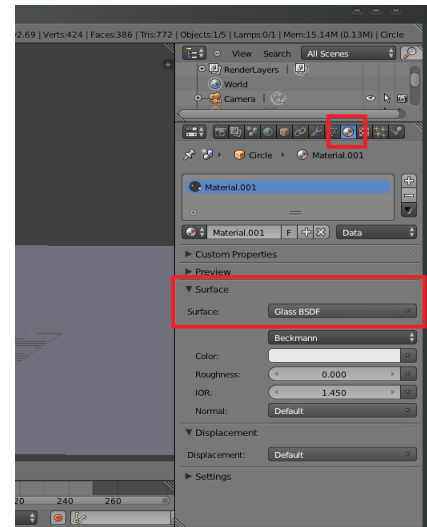 v2.69 | Verts:424 | Faces:386 | Tris:772 | Objects:1/5 | Lamps:0/1 | Mem:15.14M (0.13M) | Circle
View Search All Scenes
RenderLayers |
World
Camera |
Circle Material.001
Material.001
Material.001 F Data
Custom Properties
Preview
Surface
Surface: Glass BSDF
Beckmann
Color:
Roughness: 0.000
IOR: 1.450
Normal: Default
Displacement
Displacement: Default
Settings
20 240 260